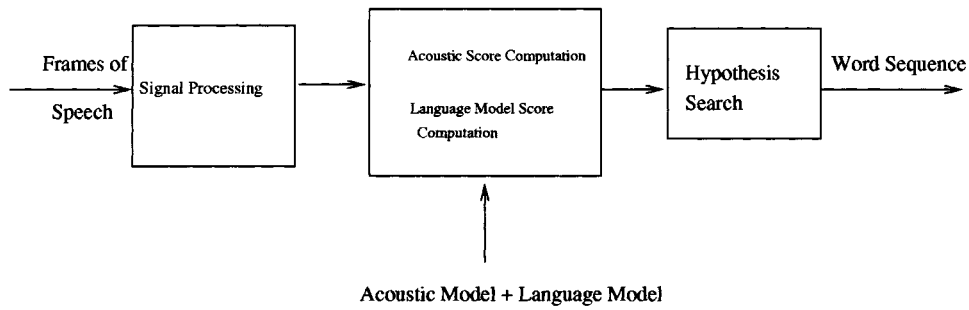 Frames of
Speech
Signal Processing
Acoustic Score Computation
Language Model Score
Computation
Hypothesis
Search
Word Sequence
Acoustic Model + Language Model